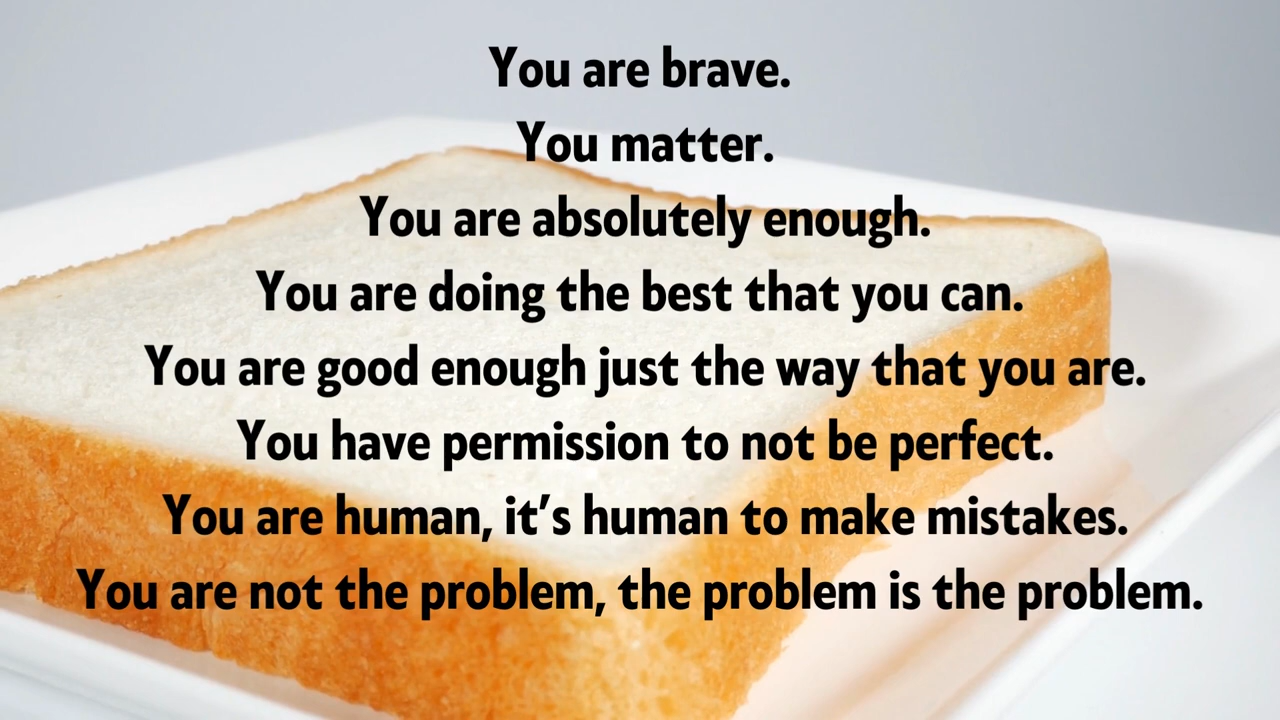 You are brave.
You matter.
You are absolutely enough.
You are doing the best that you can.
You are good enough just the way that you are.
You have permission to not be perfect.
You are human, it’s human to make mistakes.
You are not the problem, the problem is the problem.